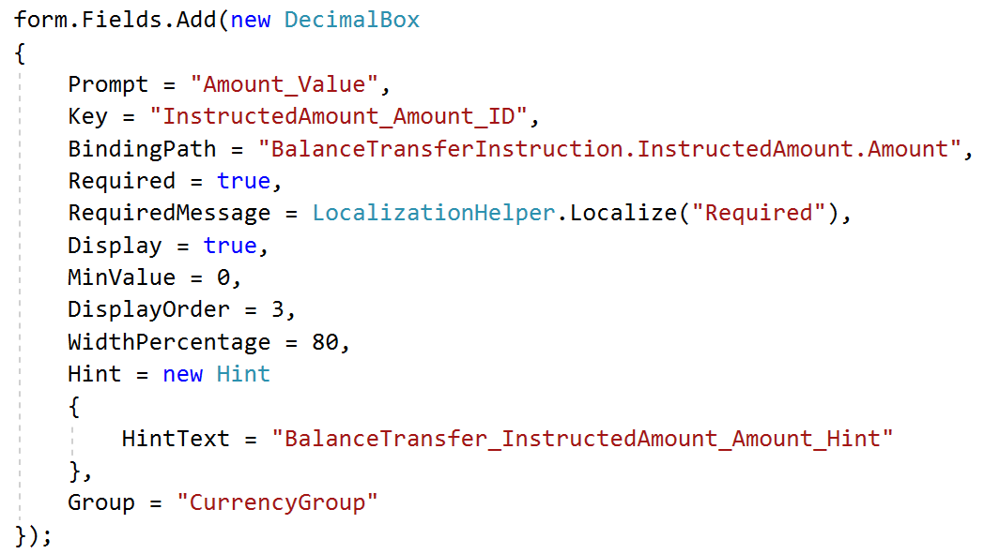 form.Fields.Add(new DecimalBox
{
    Prompt = "Amount_Value",
    Key = "InstructedAmount_Amount_ID",
    BindingPath = "BalanceTransferInstruction.InstructedAmount.Amount",
    Required = true,
    RequiredMessage = LocalizationHelper.Localize("Required"),
    Display = true,
    MinValue = 0,
    DisplayOrder = 3,
    WidthPercentage = 80,
    Hint = new Hint
    {
        HintText = "BalanceTransfer_InstructedAmount_Amount_Hint"
    },
    Group = "CurrencyGroup"
});